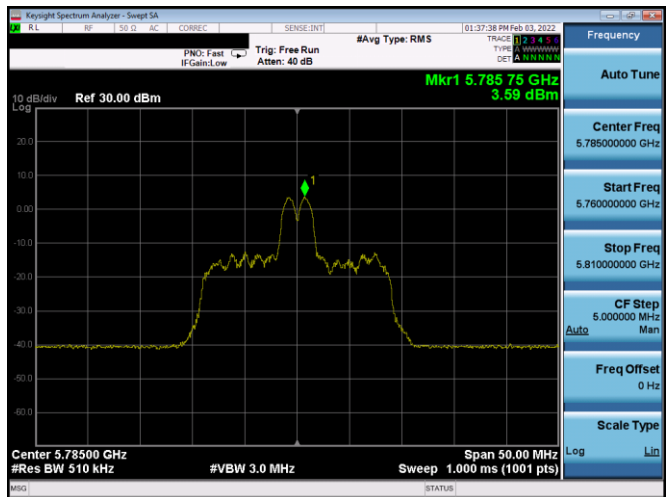 Keysight Spectrum Analyzer - Swept SA
LXI RL RF 50 Ω AC CORREC SENSE:INT 01:37:38 PM Feb 03, 2022
#Avg Type: RMS TRACE 1 2 3 4 5 6
PNO: Fast Trig: Free Run TYPE A WWWWW
IFGain:Low Atten: 40 dB DET A N N N N N
Mkr1 5.785 75 GHz
3.59 dBm
10 dB/div Ref 30.00 dBm
Log
20.0
10.0
0.00
-10.0
-20.0
-30.0
-40.0
-50.0
-60.0
1
Center 5.78500 GHz Span 50.00 MHz
#Res BW 510 kHz #VBW 3.0 MHz Sweep 1.000 ms (1001 pts)
MSG STATUS
Frequency
Auto Tune
Center Freq
5.785000000 GHz
Start Freq
5.760000000 GHz
Stop Freq
5.810000000 GHz
CF Step
5.000000 MHz
Auto Man
Freq Offset
0 Hz
Scale Type
Log Lin